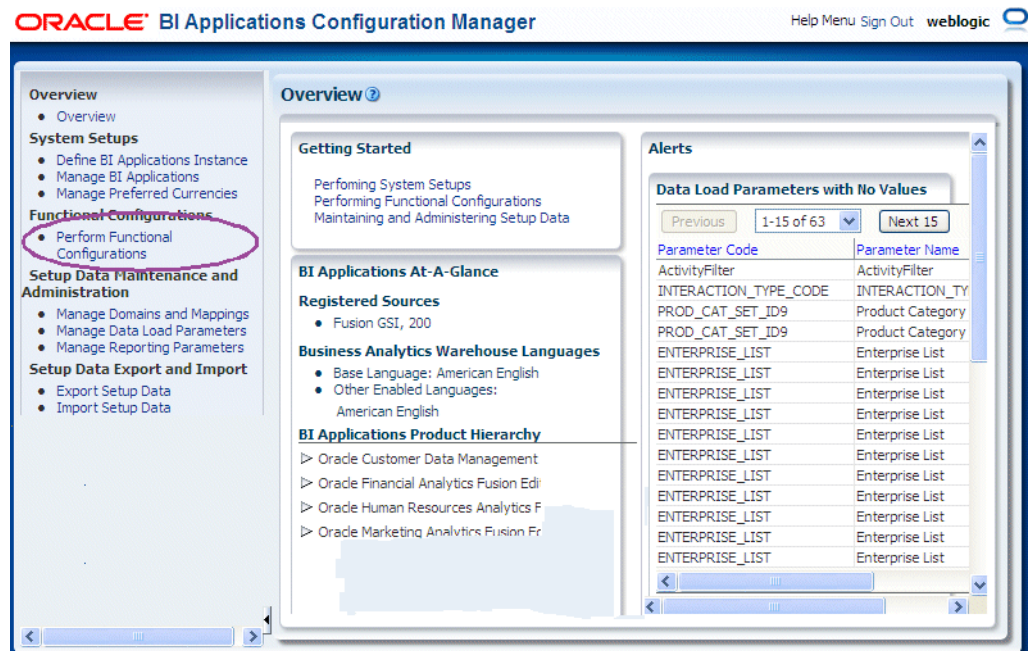 ORACLE BI Applications Configuration Manager
Help Menu Sign Out weblogic
Overview
Overview
System Setups
Define BI Applications Instance
Manage BI Applications
Manage Preferred Currencies
Functional Configurations
Perform Functional
Configurations
Setup Data Maintenance and
Administration
Manage Domains and Mappings
Manage Data Load Parameters
Manage Reporting Parameters
Setup Data Export and Import
Export Setup Data
Import Setup Data
Overview
Getting Started
Perfoming System Setups
Performing Functional Configurations
Maintaining and Administering Setup Data
BI Applications At-A-Glance
Registered Sources
Fusion GSI, 200
Business Analytics Warehouse Languages
Base Language: American English
Other Enabled Languages:
American English
BI Applications Product Hierarchy
Oracle Customer Data Management
Oracle Financial Analytics Fusion Edi
Oracle Human Resources Analytics F
Oracle Marketing Analytics Fusion
Alerts
Data Load Parameters with No Values
Previous 1-15 of 63 Next 15
Parameter Code Parameter Name
ActivityFilter ActivityFilter
INTERACTION_TYPE_CODE INTERACTION_TY
PROD_CAT_SET_ID9 Product Category
PROD_CAT_SET_ID9 Product Category
ENTERPRISE_LIST Enterprise List
ENTERPRISE_LIST Enterprise List
ENTERPRISE_LIST Enterprise List
ENTERPRISE_LIST Enterprise List
ENTERPRISE_LIST Enterprise List
ENTERPRISE_LIST Enterprise List
ENTERPRISE_LIST Enterprise List
ENTERPRISE_LIST Enterprise List
ENTERPRISE_LIST Enterprise List
ENTERPRISE_LIST Enterprise List
ENTERPRISE_LIST Enterprise List